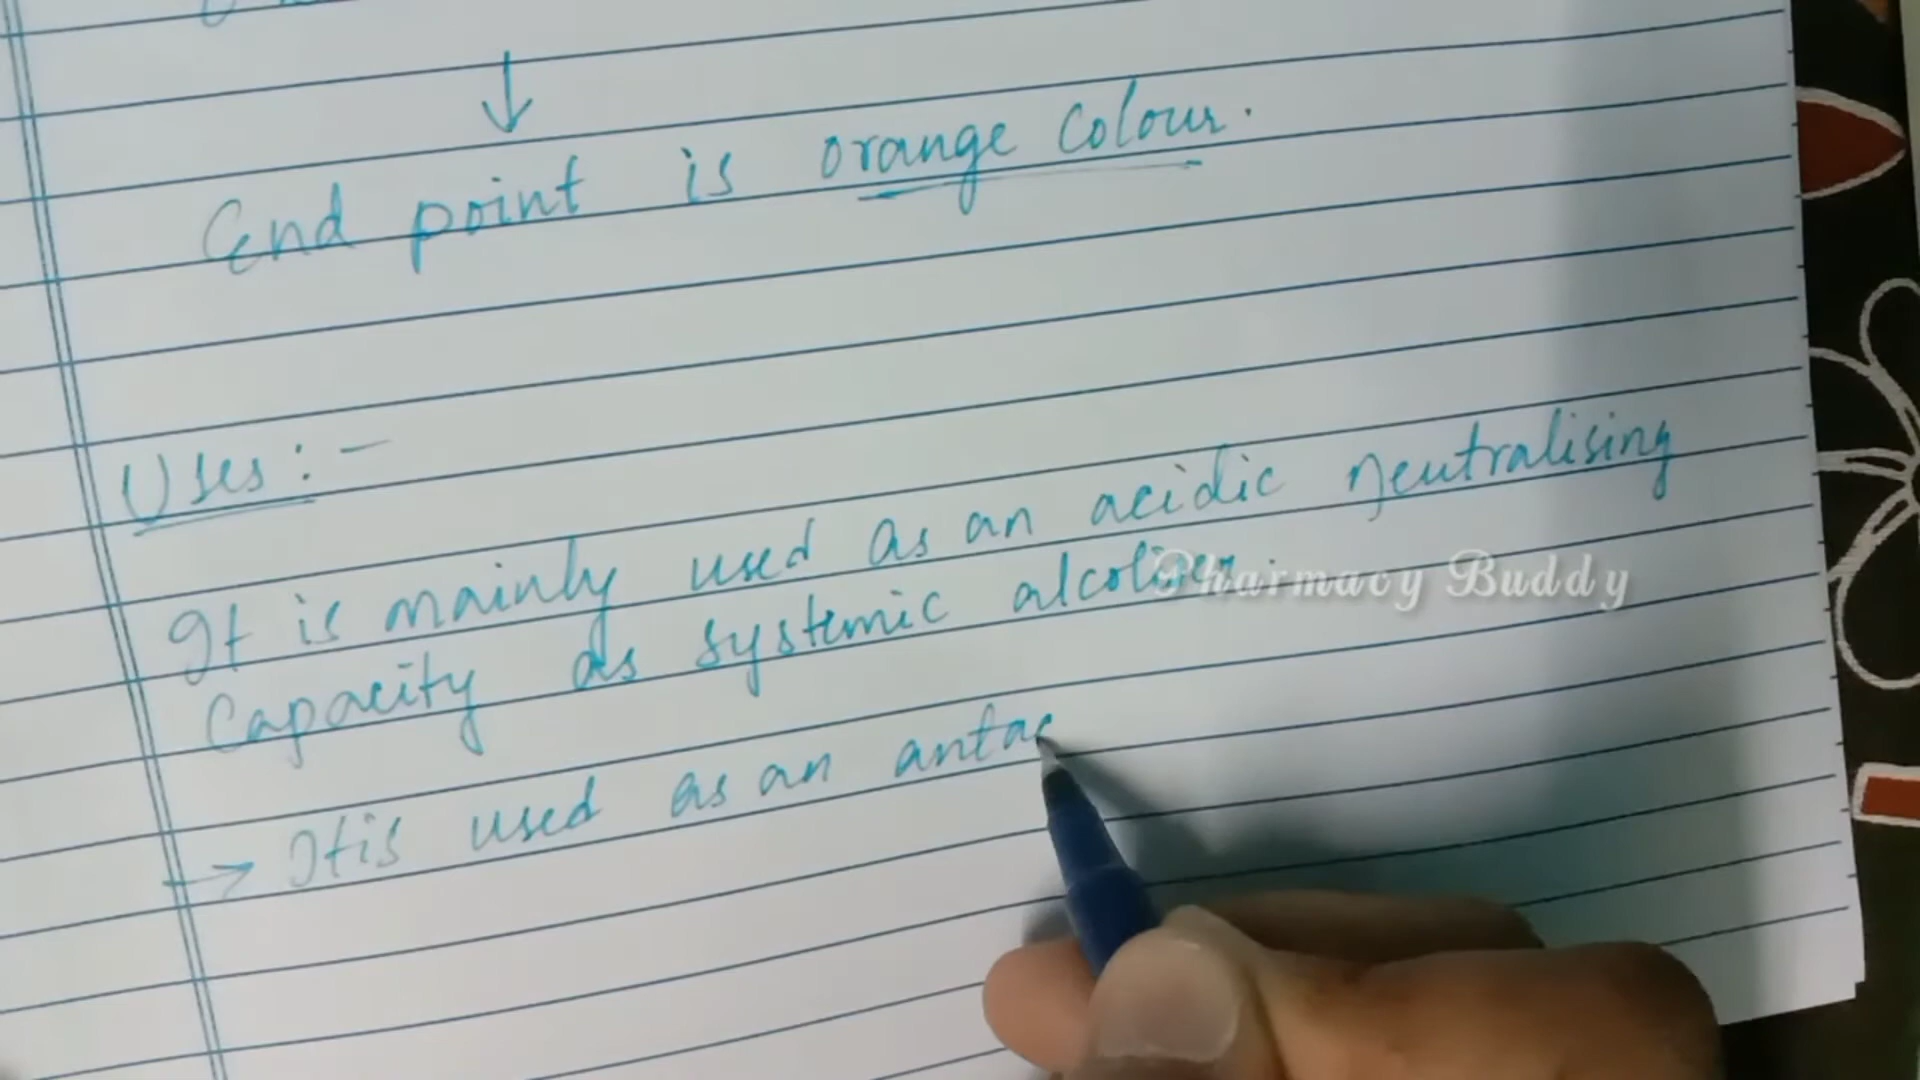 End point is orange colour.
Uses :-
It is mainly used as an acidic neutralising
Capacity as systemic alcoliser.
→ It is used as an antac
Pharmacy Buddy